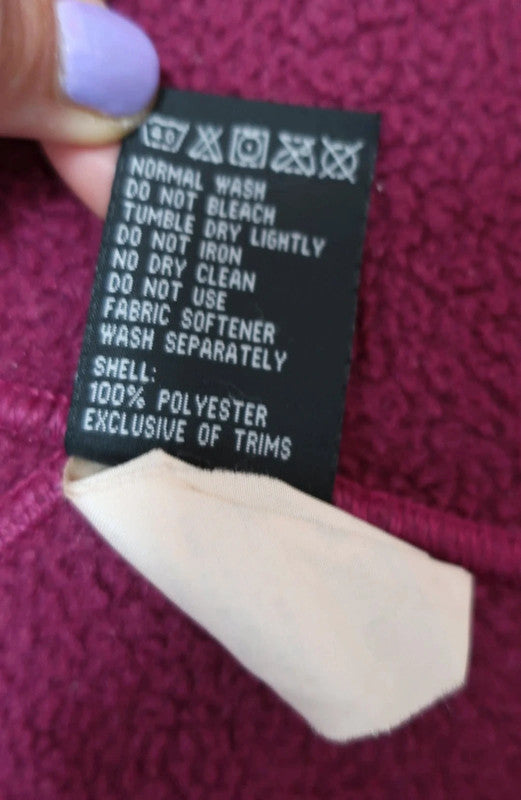 40
NORMAL WASH
DO NOT BLEACH
TUMBLE DRY LIGHTLY
DO NOT IRON
NO DRY CLEAN
DO NOT USE
FABRIC SOFTENER
WASH SEPARATELY
SHELL:
100% POLYESTER
EXCLUSIVE OF TRIMS